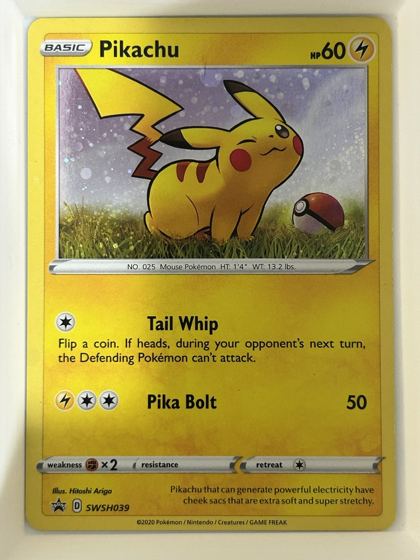 BASIC Pikachu HP60
NO. 025 Mouse Pokémon HT: 1'4" WT: 13.2 lbs.
Tail Whip
Flip a coin. If heads, during your opponent's next turn,
the Defending Pokémon can't attack.
Pika Bolt 50
weakness ×2 resistance retreat
Illus. Hitoshi Ariga
D SWSH039
Pikachu that can generate powerful electricity have
cheek sacs that are extra soft and super stretchy.
©2020 Pokémon / Nintendo / Creatures / GAME FREAK